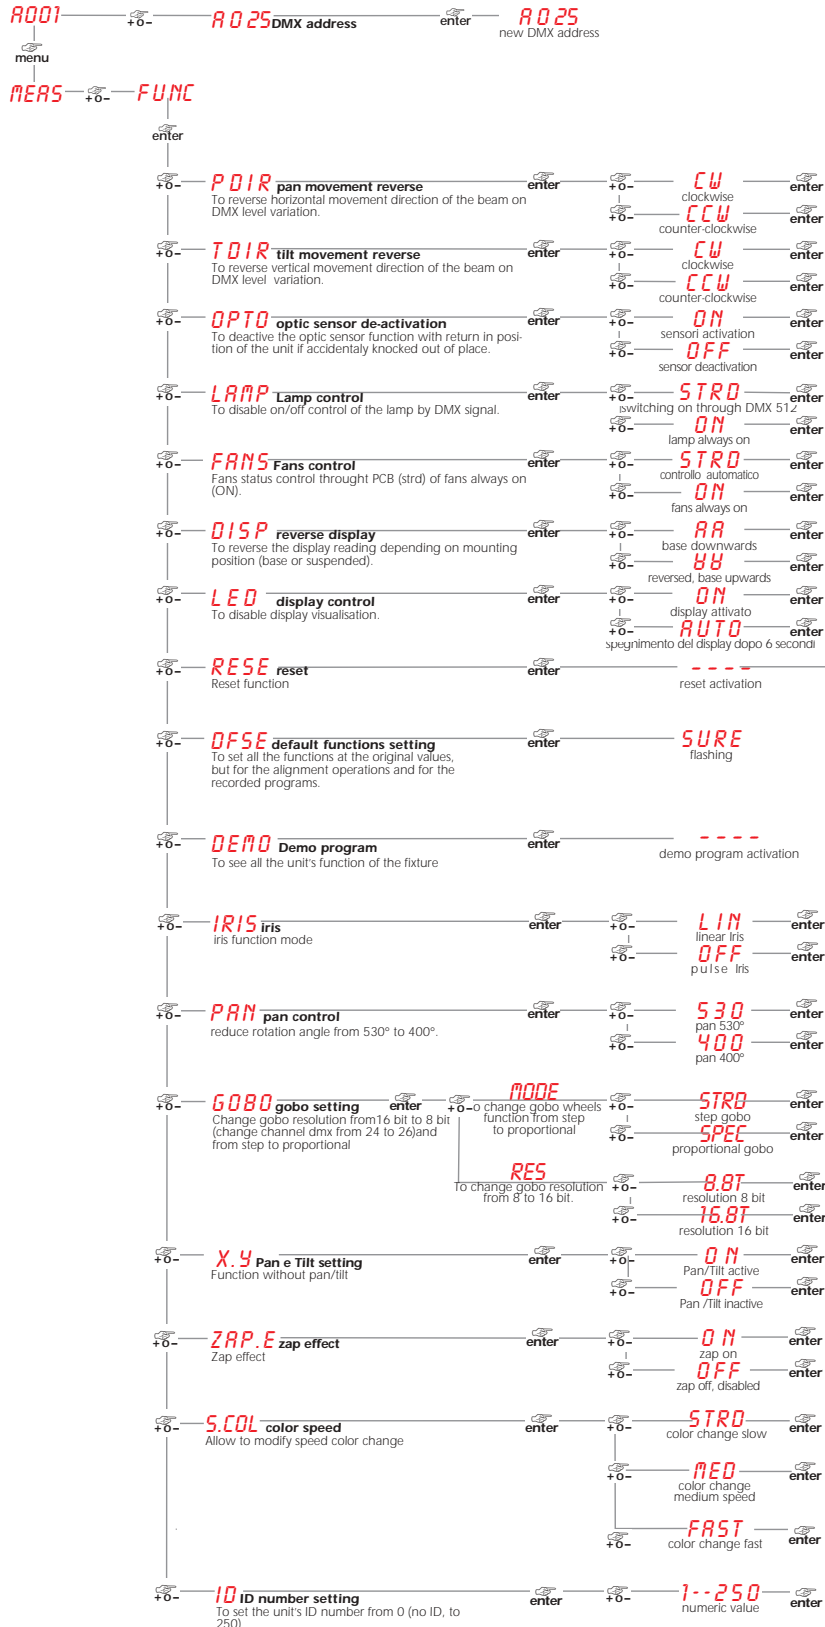 A001 +o- A025 DMX address enter A025
new DMX address
menu
MEAS +o- FUNC
enter
+o- PDIR pan movement reverse enter +o- CW enter
clockwise
To reverse horizontal movement direction of the beam on
DMX level variation.
+o- CCW enter
counter-clockwise
+o- TDIR tilt movement reverse enter +o- CW enter
clockwise
To reverse vertical movement direction of the beam on
DMX level variation.
+o- CCW enter
counter-clockwise
+o- OPTO optic sensor de-activation enter +o- ON enter
sensori activation
To deactive the optic sensor function with return in posi-
tion of the unit if accidentaly knocked out of place.
+o- OFF enter
sensor deactivation
+o- LAMP Lamp control enter +o- STRD enter
switching on through DMX 512
To disable on/off control of the lamp by DMX signal.
+o- ON enter
lamp always on
+o- FANS Fans control enter +o- STRD enter
controllo automatico
Fans status control throught PCB (strd) of fans always on
(ON).
+o- ON enter
fans always on
+o- DISP reverse display enter +o- AA enter
base downwards
To reverse the display reading depending on mounting
position (base or suspended).
+o- enter
reversed, base upwards
+o- LED display control enter +o- ON enter
display attivato
To disable display visualisation.
+o- AUTO enter
spegnimento del display dopo 6 secondi
+o- RESE reset enter - - - -
Reset function
reset activation
+o- DFSE default functions setting enter SURE
flashing
To set all the functions at the original values,
but for the alignment operations and for the
recorded programs.
+o- DEMO Demo program enter - - - -
demo program activation
To see all the unit's function of the fixture
+o- IRIS iris enter +o- LIN enter
linear Iris
iris function mode
+o- OFF enter
pulse Iris
+o- PAN pan control enter +o- 530 enter
pan 530°
reduce rotation angle from 530° to 400°.
+o- 400 enter
pan 400°
+o- GOBO gobo setting enter +o- MODE +o- STRD enter
step gobo
Change gobo resolution from16 bit to 8 bit
(change channel dmx from 24 to 26)and
from step to proportional
o change gobo wheels
function from step
to proportional
+o- SPEC enter
proportional gobo
RES
To change gobo resolution
from 8 to 16 bit.
+o- 8.BT enter
resolution 8 bit
+o- 16.BT enter
resolution 16 bit
+o- X.Y Pan e Tilt setting enter +o- ON enter
Pan/Tilt active
Function without pan/tilt
+o- OFF enter
Pan /Tilt inactive
+o- ZAP.E zap effect enter +o- ON enter
zap on
Zap effect
+o- OFF enter
zap off, disabled
+o- S.COL color speed enter +o- STRD enter
color change slow
Allow to modify speed color change
+o- MED enter
color change
medium speed
+o- FAST enter
color change fast
+o- ID ID number setting enter +o- 1--250 enter
numeric value
To set the unit's ID number from 0 (no ID, to
250)